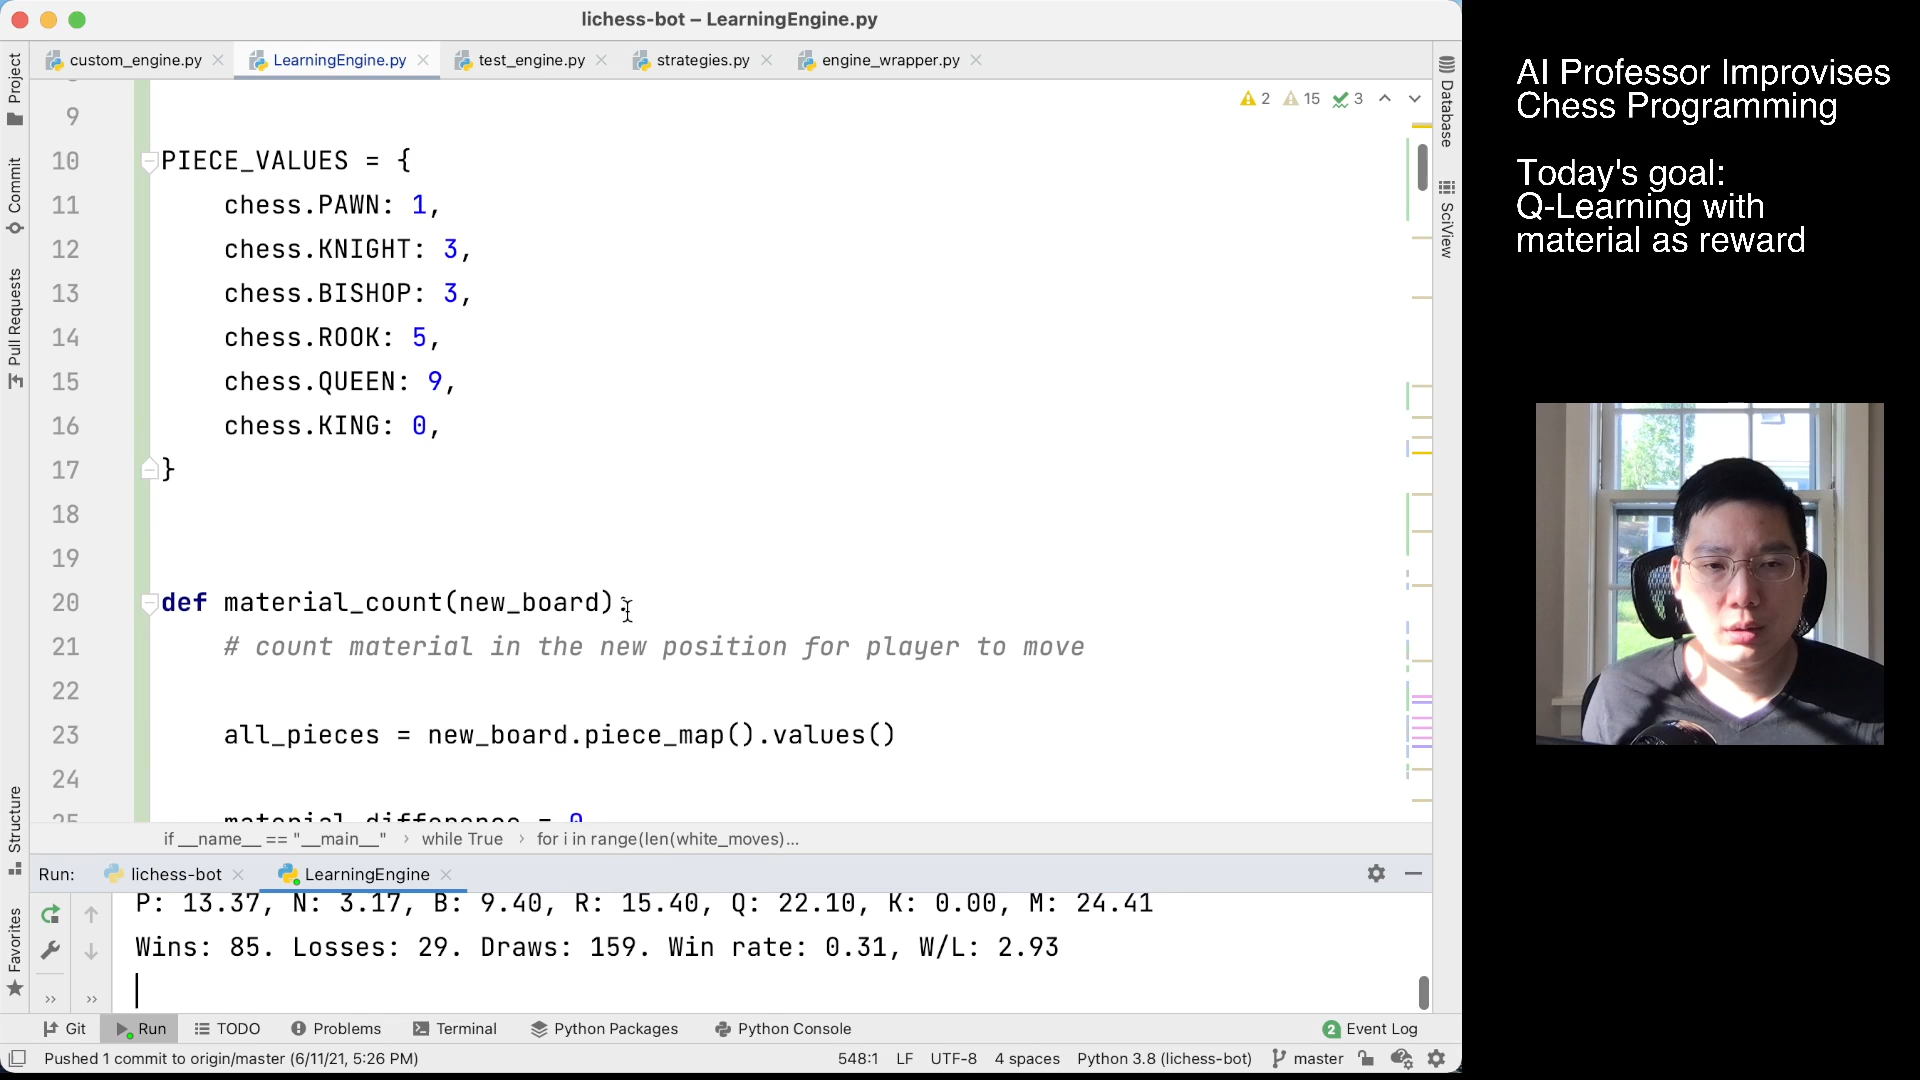 lichess-bot – LearningEngine.py
custom_engine.py
LearningEngine.py
test_engine.py
strategies.py
engine_wrapper.py
Project
Commit
Pull Requests
Structure
Favorites
Database
SciView
2 15 3
9
10 PIECE_VALUES = {
11 chess.PAWN: 1,
12 chess.KNIGHT: 3,
13 chess.BISHOP: 3,
14 chess.ROOK: 5,
15 chess.QUEEN: 9,
16 chess.KING: 0,
17 }
18
19
20 def material_count(new_board):
21 # count material in the new position for player to move
22
23 all_pieces = new_board.piece_map().values()
24
25 material_difference = 0
if __name__ == "__main__" › while True › for i in range(len(white_moves)...
Run: lichess-bot LearningEngine
P: 13.37, N: 3.17, B: 9.40, R: 15.40, Q: 22.10, K: 0.00, M: 24.41
Wins: 85. Losses: 29. Draws: 159. Win rate: 0.31, W/L: 2.93
Git Run TODO Problems Terminal Python Packages Python Console 2 Event Log
Pushed 1 commit to origin/master (6/11/21, 5:26 PM) 548:1 LF UTF-8 4 spaces Python 3.8 (lichess-bot) master
AI Professor Improvises
Chess Programming
Today's goal:
Q-Learning with
material as reward